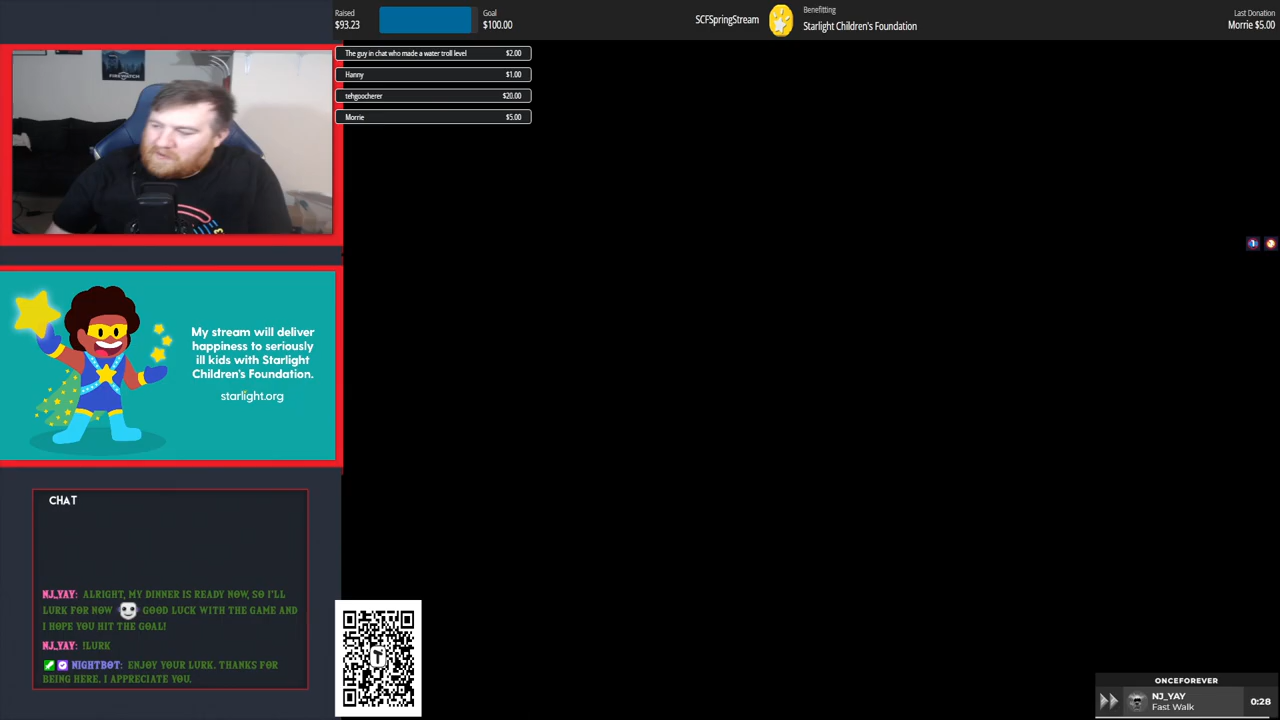 Raised
$93.23
Goal
$100.00
SCFSpringStream
Benefitting
Starlight Children's Foundation
Last Donation
Morrie $5.00
The guy in chat who made a water troll level $2.00
Hanny $1.00
tehgoocherer $20.00
Morrie $5.00
FIREWATCH
My stream will deliver
happiness to seriously
ill kids with Starlight
Children's Foundation.
starlight.org
CHAT
NJ_YAY: ALRIGHT, MY DINNER IS READY NOW, SO I'LL
LURK FOR NOW GOOD LUCK WITH THE GAME AND
I HOPE YOU HIT THE GOAL!
NJ_YAY: !LURK
NIGHTBOT: ENJOY YOUR LURK. THANKS FOR
BEING HERE. I APPRECIATE YOU.
ONCEFOREVER
NJ_YAY
Fast Walk
0:28